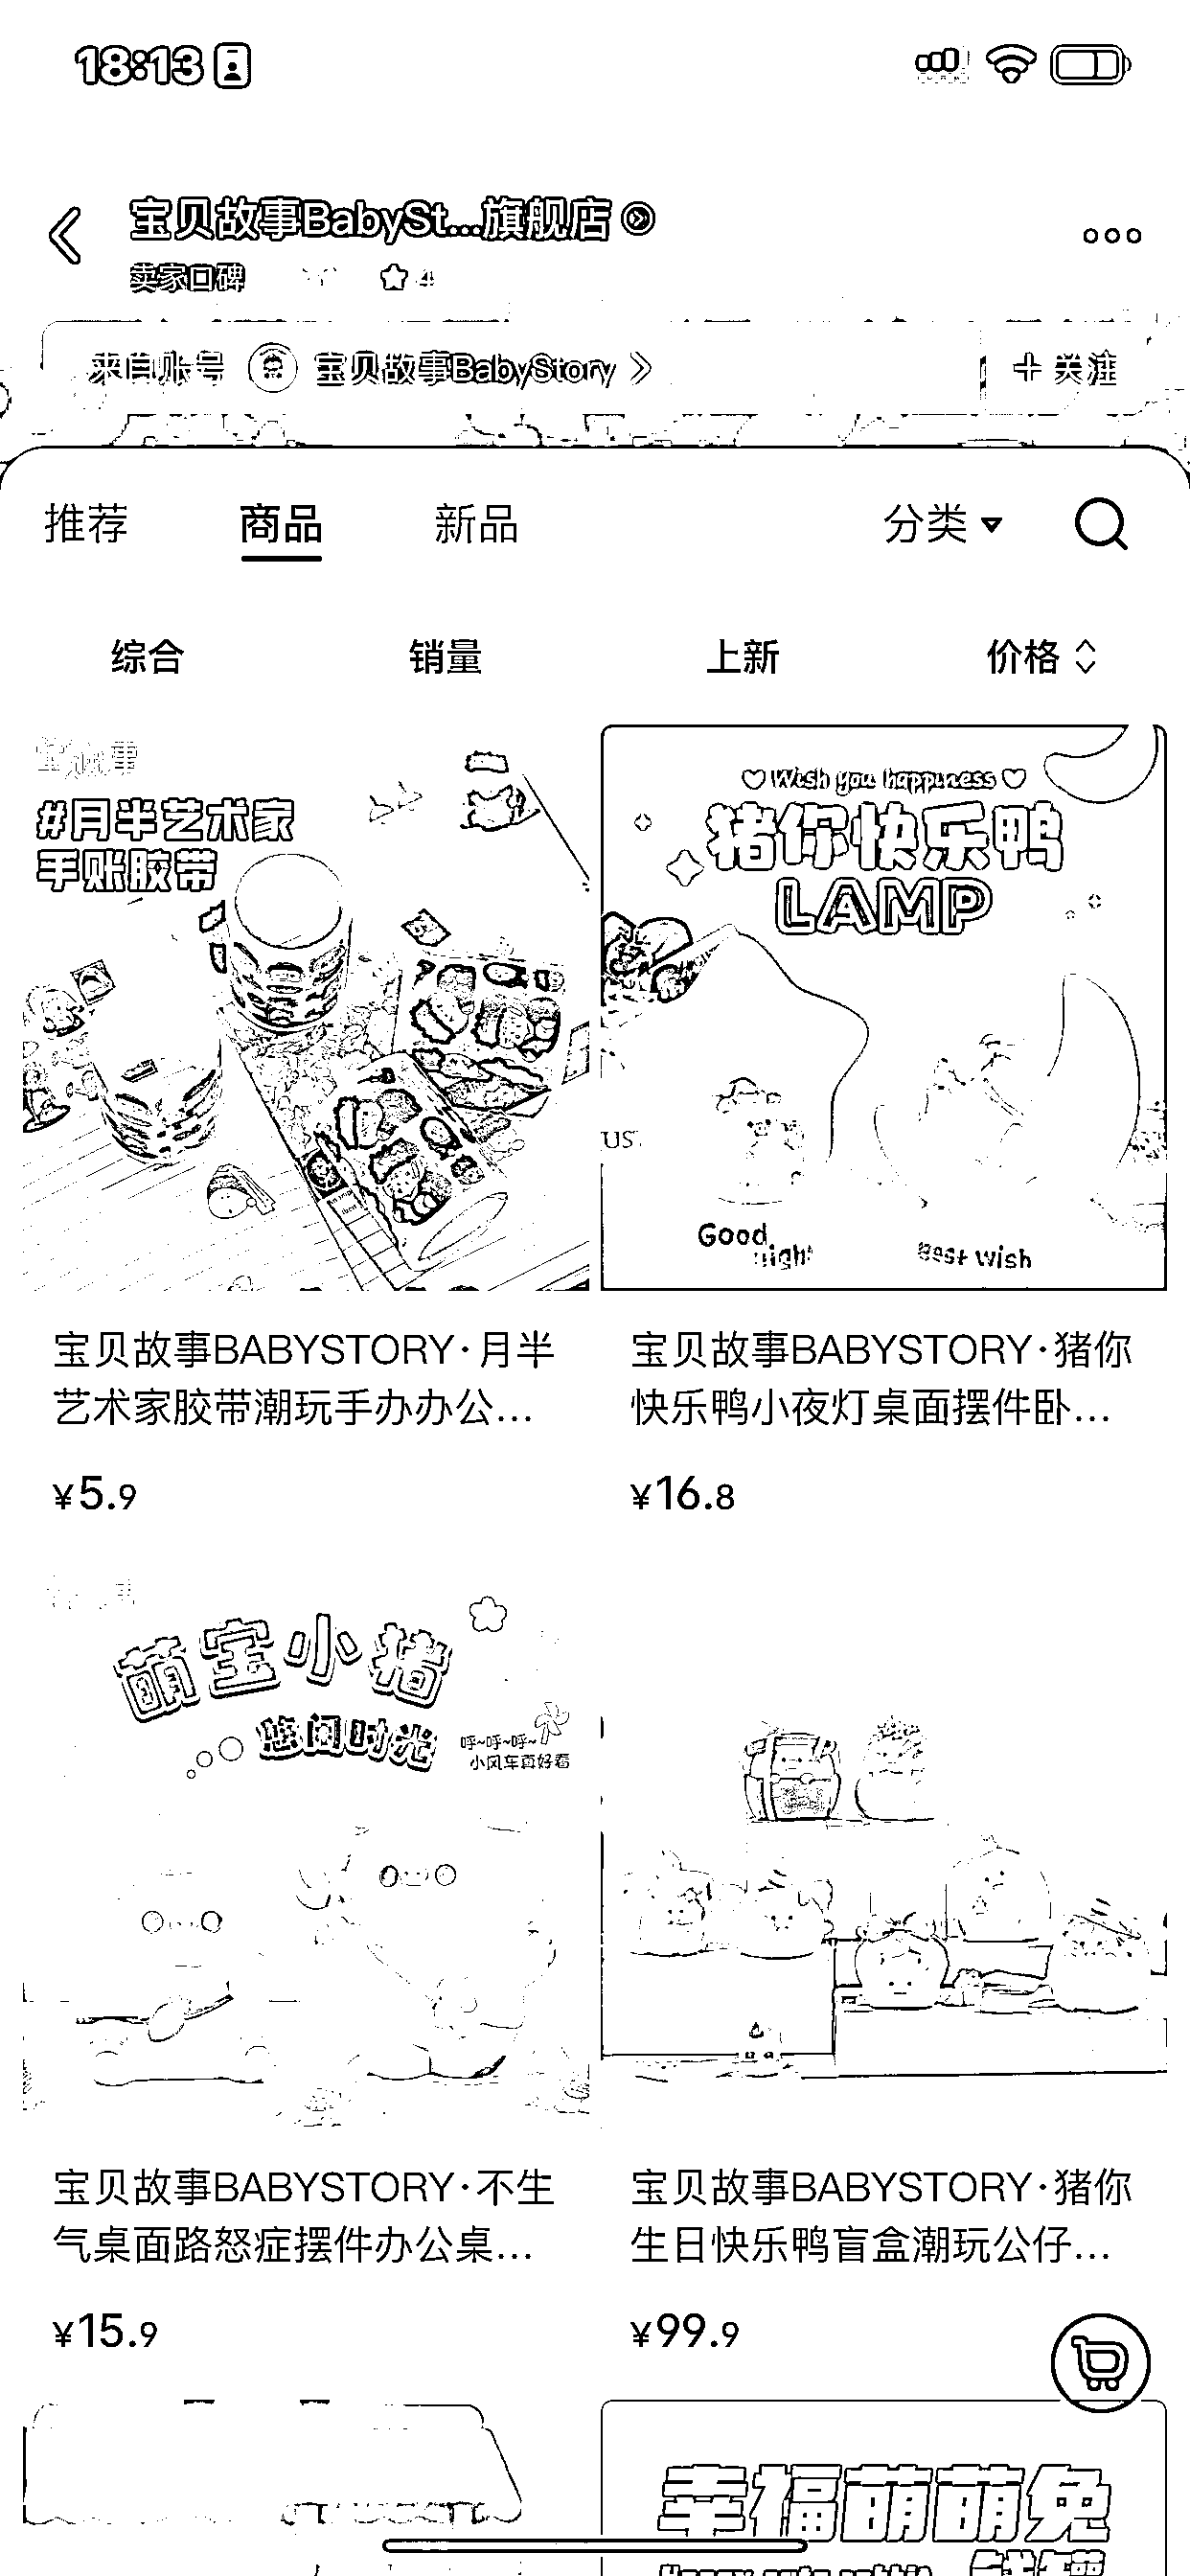 18:13
宝贝故事BabySt...旗舰店
卖家口碑
来自账号 宝贝故事BabyStory
关注
推荐 商品 新品 分类
综合 销量 上新 价格
#月半艺术家
手账胶带
Wish you happiness
猪你快乐鸭
LAMP
Good
night
Best Wish
宝贝故事BABYSTORY·月半
艺术家胶带潮玩手办办公...
¥5.9
宝贝故事BABYSTORY·猪你
快乐鸭小夜灯桌面摆件卧...
¥16.8
萌宝小猪
悠闲时光
呼~呼~呼~
小风车真好看
宝贝故事BABYSTORY·不生
气桌面路怒症摆件办公桌...
¥15.9
宝贝故事BABYSTORY·猪你
生日快乐鸭盲盒潮玩公仔...
¥99.9
幸福萌萌兔